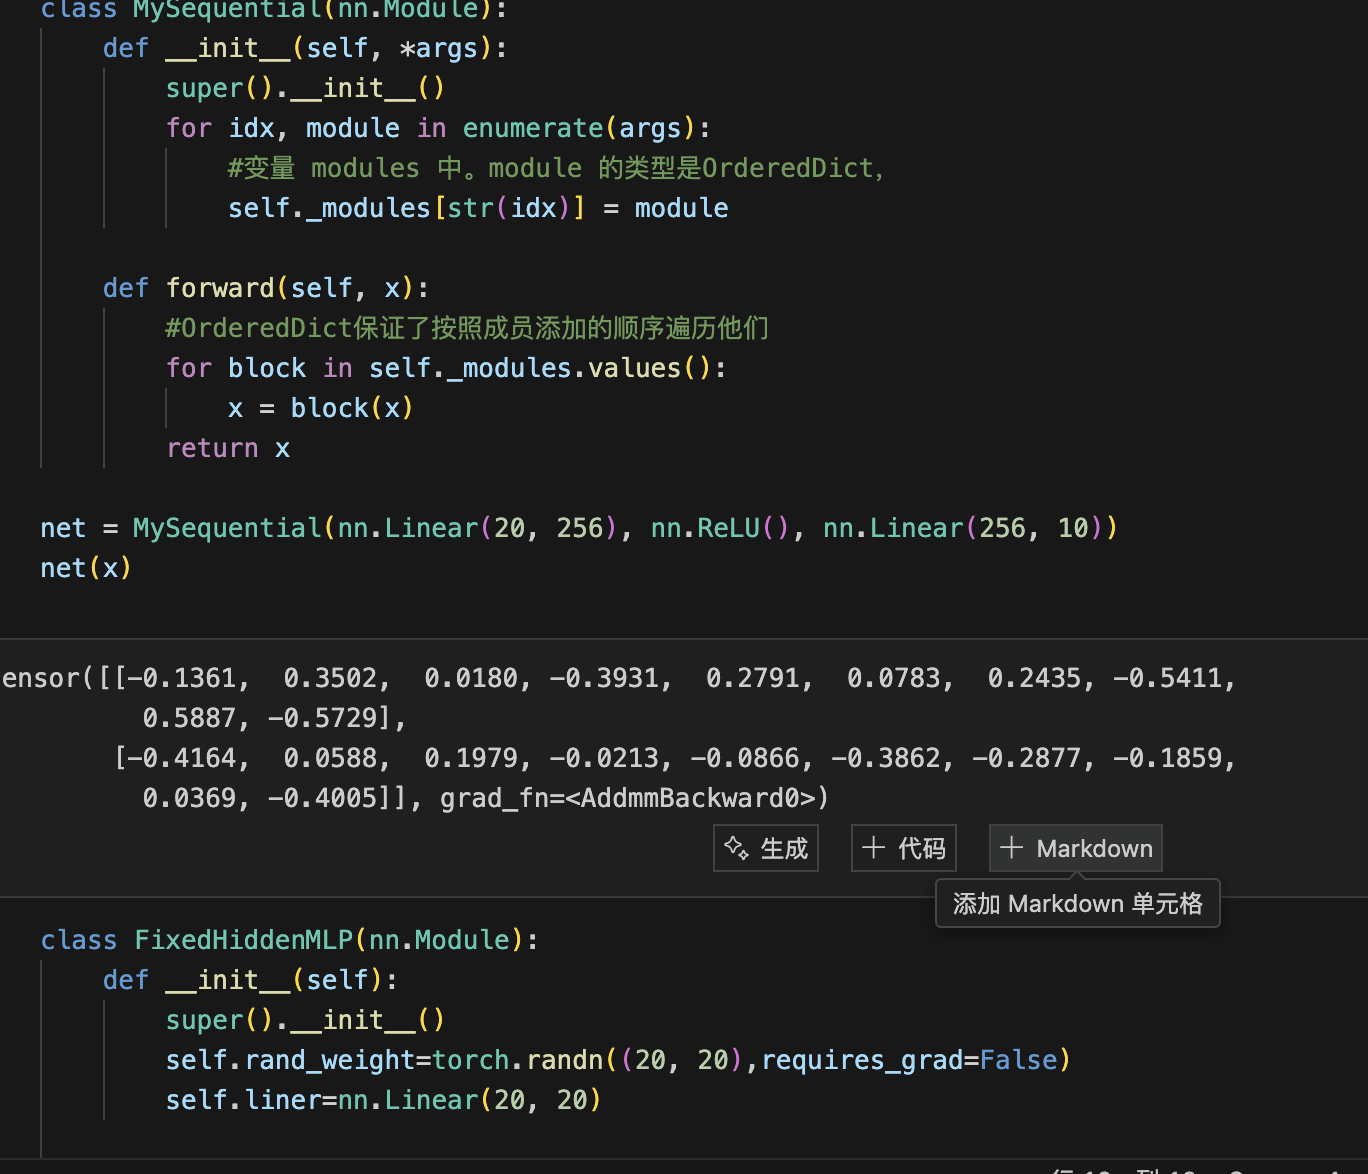 class MySequential(nn.Module):
    def __init__(self, *args):
        super().__init__()
        for idx, module in enumerate(args):
            #变量 modules 中。module 的类型是OrderedDict，
            self._modules[str(idx)] = module
    def forward(self, x):
        #OrderedDict保证了按照成员添加的顺序遍历他们
        for block in self._modules.values():
            x = block(x)
        return x
net = MySequential(nn.Linear(20, 256), nn.ReLU(), nn.Linear(256, 10))
net(x)
ensor([[-0.1361,  0.3502,  0.0180, -0.3931,  0.2791,  0.0783,  0.2435, -0.5411,
         0.5887, -0.5729],
       [-0.4164,  0.0588,  0.1979, -0.0213, -0.0866, -0.3862, -0.2877, -0.1859,
         0.0369, -0.4005]], grad_fn=<AddmmBackward0>)
生成 + 代码 + Markdown
添加 Markdown 单元格
class FixedHiddenMLP(nn.Module):
    def __init__(self):
        super().__init__()
        self.rand_weight=torch.randn((20, 20),requires_grad=False)
        self.liner=nn.Linear(20, 20)